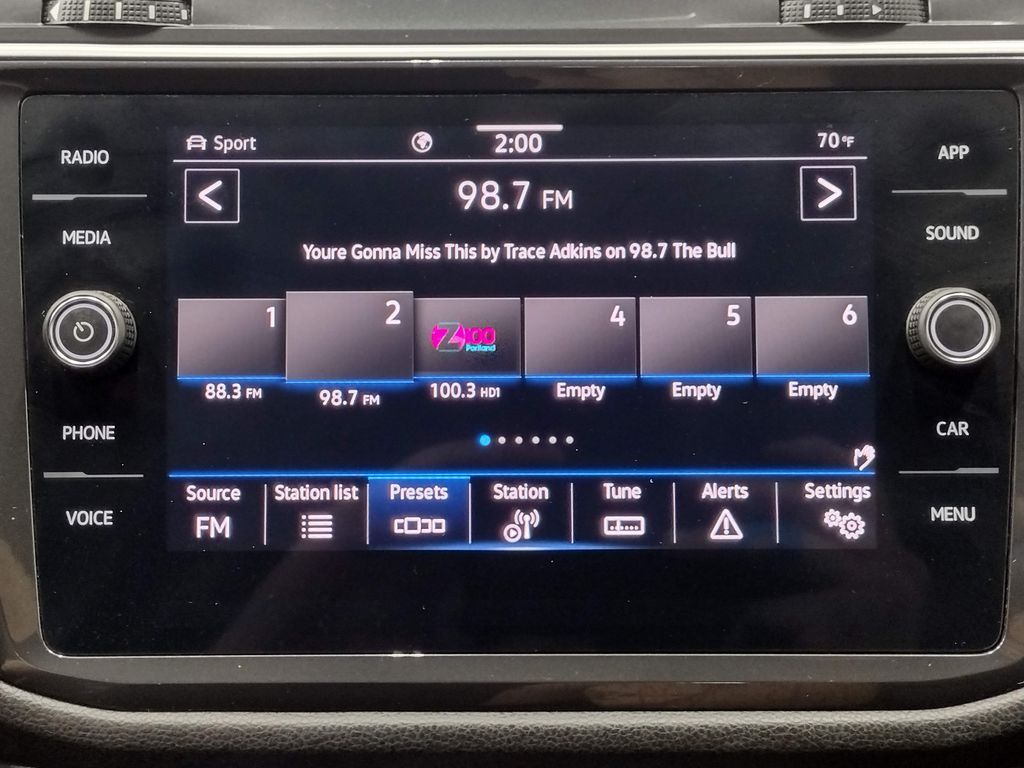 Sport 2:00 70°F
RADIO
APP
98.7 FM
MEDIA
SOUND
Youre Gonna Miss This by Trace Adkins on 98.7 The Bull
1 2 4 5 6
Z100
Portland
88.3 FM 98.7 FM 100.3 HD1 Empty Empty Empty
PHONE
CAR
Source Station list Presets Station Tune Alerts Settings
FM
VOICE
MENU